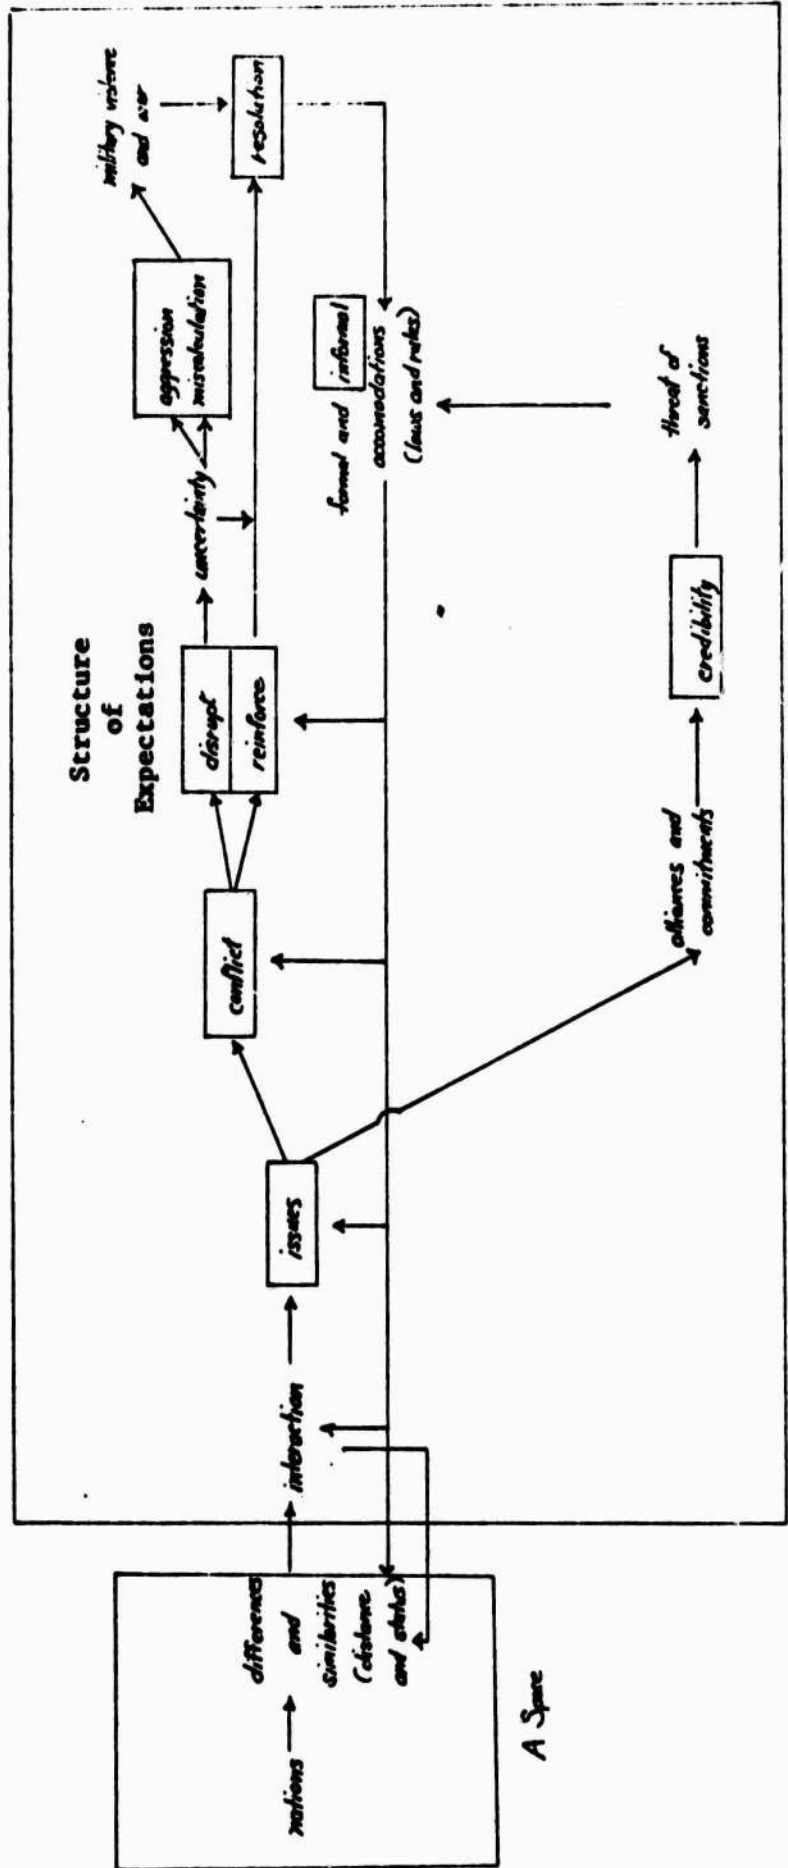 nations
differences
and
similarities
(distance
and status)
A Space
interaction
issues
conflict
Structure
of
Expectations
disrupt
reinforce
uncertainty
aggression
miscalculation
military violence
and war
resolution
formal and informal
accomodations
(laws and rules)
alliances and
commitments
credibility
threat of
sanctions